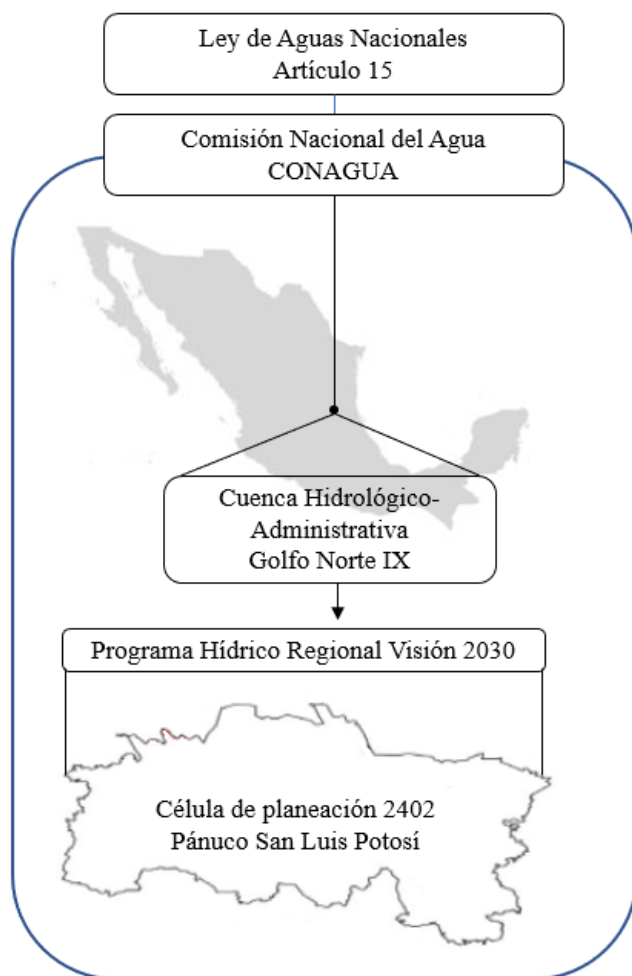 Ley de Aguas Nacionales
Artículo 15
Comisión Nacional del Agua
CONAGUA
Cuenca Hidrológico-
Administrativa
Golfo Norte IX
Programa Hídrico Regional Visión 2030
Célula de planeación 2402
Pánuco San Luis Potosí